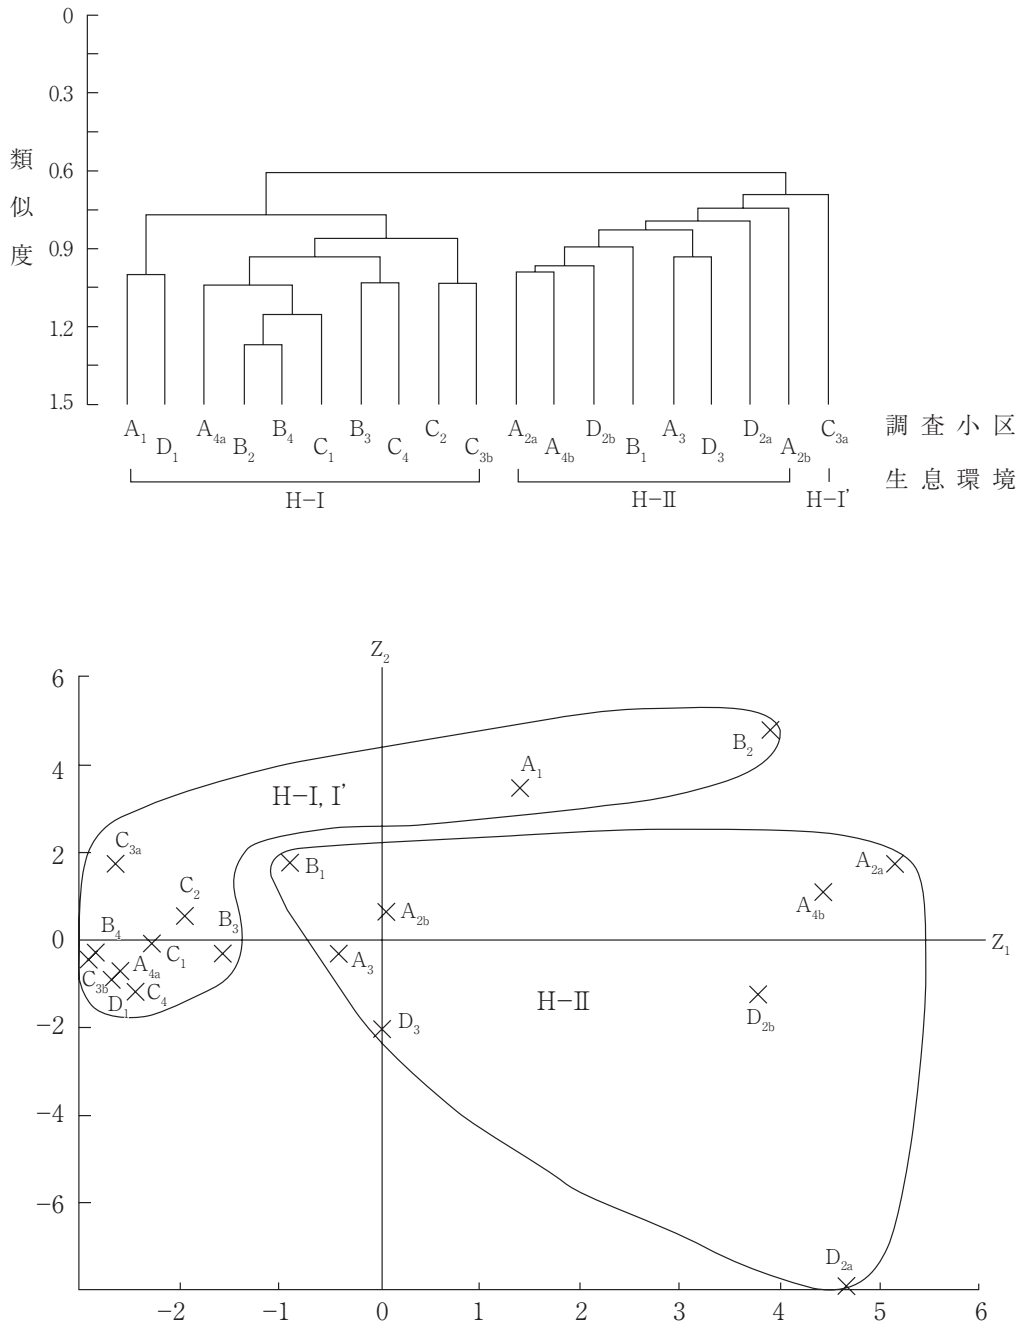 0
0.3
0.6
0.9
1.2
1.5
類似度
A₁ D₁ A₄ₐ B₂ B₄ C₁ B₃ C₄ C₂ C₃b A₂ₐ A₄b D₂b B₁ A₃ D₃ D₂ₐ A₂b C₃ₐ 調査小区
H-I H-II H-I' 生息環境
Z₂
6
4
2
0
-2
-4
-6
B₂
A₁
H-I, I'
C₃ₐ
B₁
A₂ₐ
C₂
A₄b
B₄
B₃
A₂b
Z₁
C₁
A₄ₐ
A₃
C₃b
C₄
D₁
H-II
D₃
D₂b
D₂ₐ
-2 -1 0 1 2 3 4 5 6